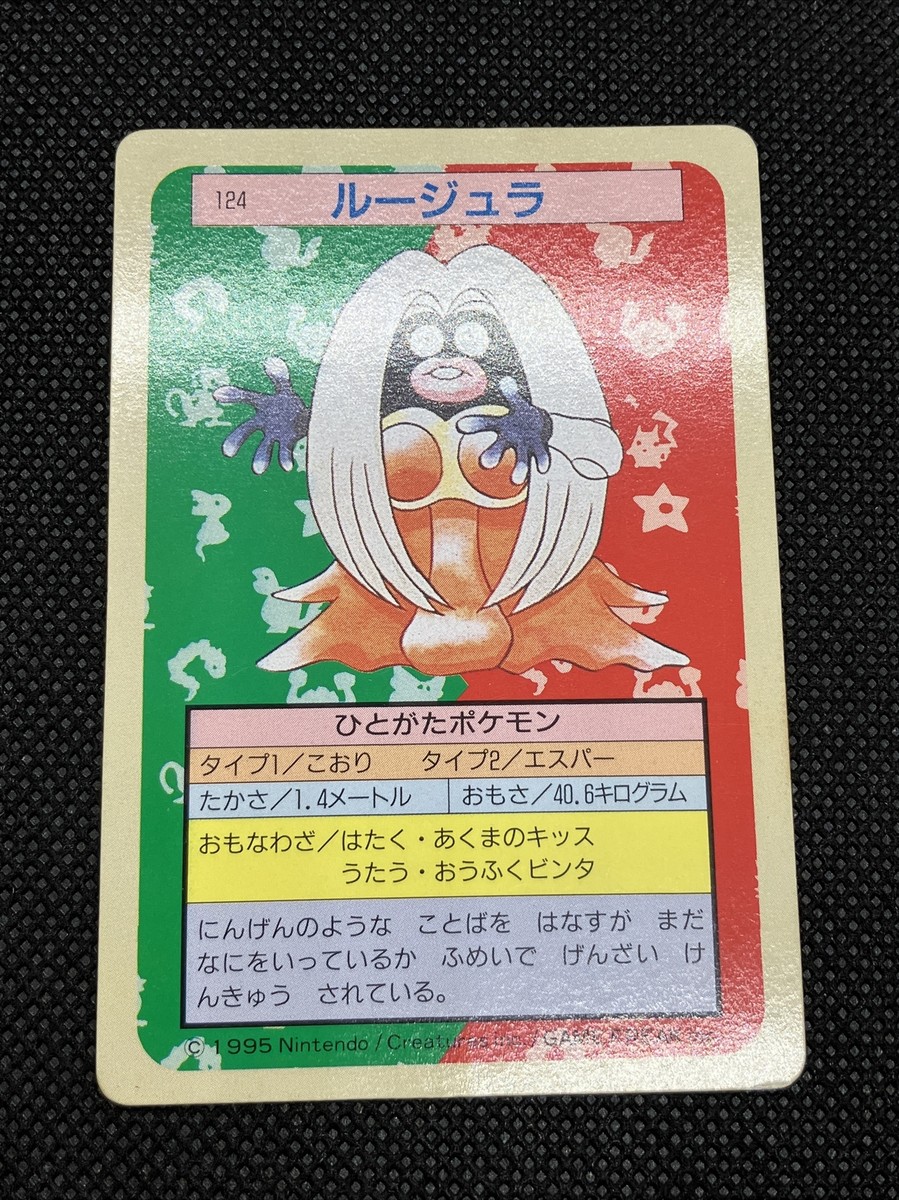 124 ルージュラ
ひとがたポケモン
タイプ1／こおり　タイプ2／エスパー
たかさ／1.4メートル　おもさ／40.6キログラム
おもなわざ／はたく・あくまのキッス
うたう・おうふくビンタ
にんげんのような　ことばを　はなすが　まだ
なにをいっているか　ふめいで　げんざい　け
んきゅう　されている。
© 1995 Nintendo / Creatures inc. / GAME FREAK inc.